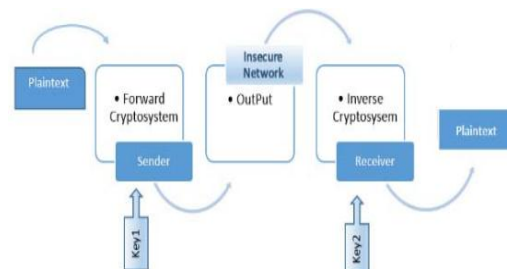 Plaintext
• Forward
Cryptosystem
Sender
Key1
Insecure
Network
• OutPut
• Inverse
Cryptosysem
Receiver
Key2
Plaintext